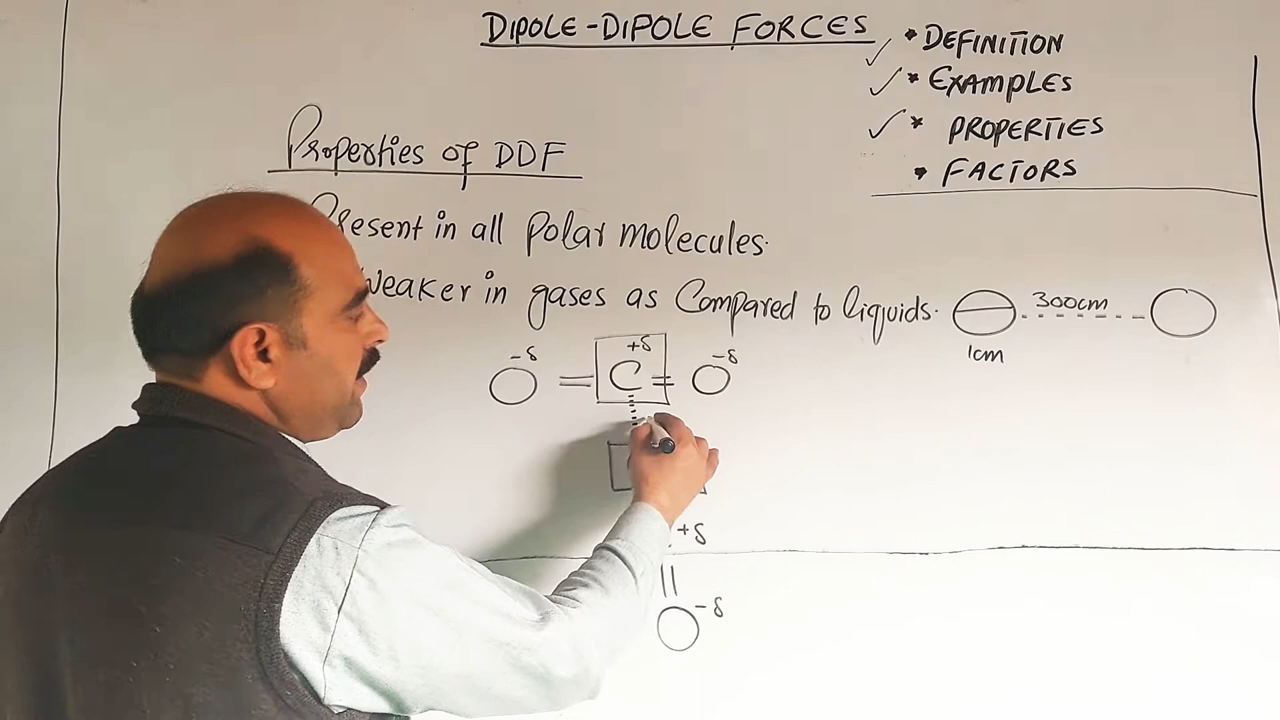 DIPOLE-DIPOLE FORCES
* DEFINITION
* EXAMPLES
* PROPERTIES
* FACTORS
Properties of DDF
Present in all Polar molecules.
Weaker in gases as Compared to liquids.
300cm
1cm
-δ +δ -δ
O = C = O
+δ
||
O -δ